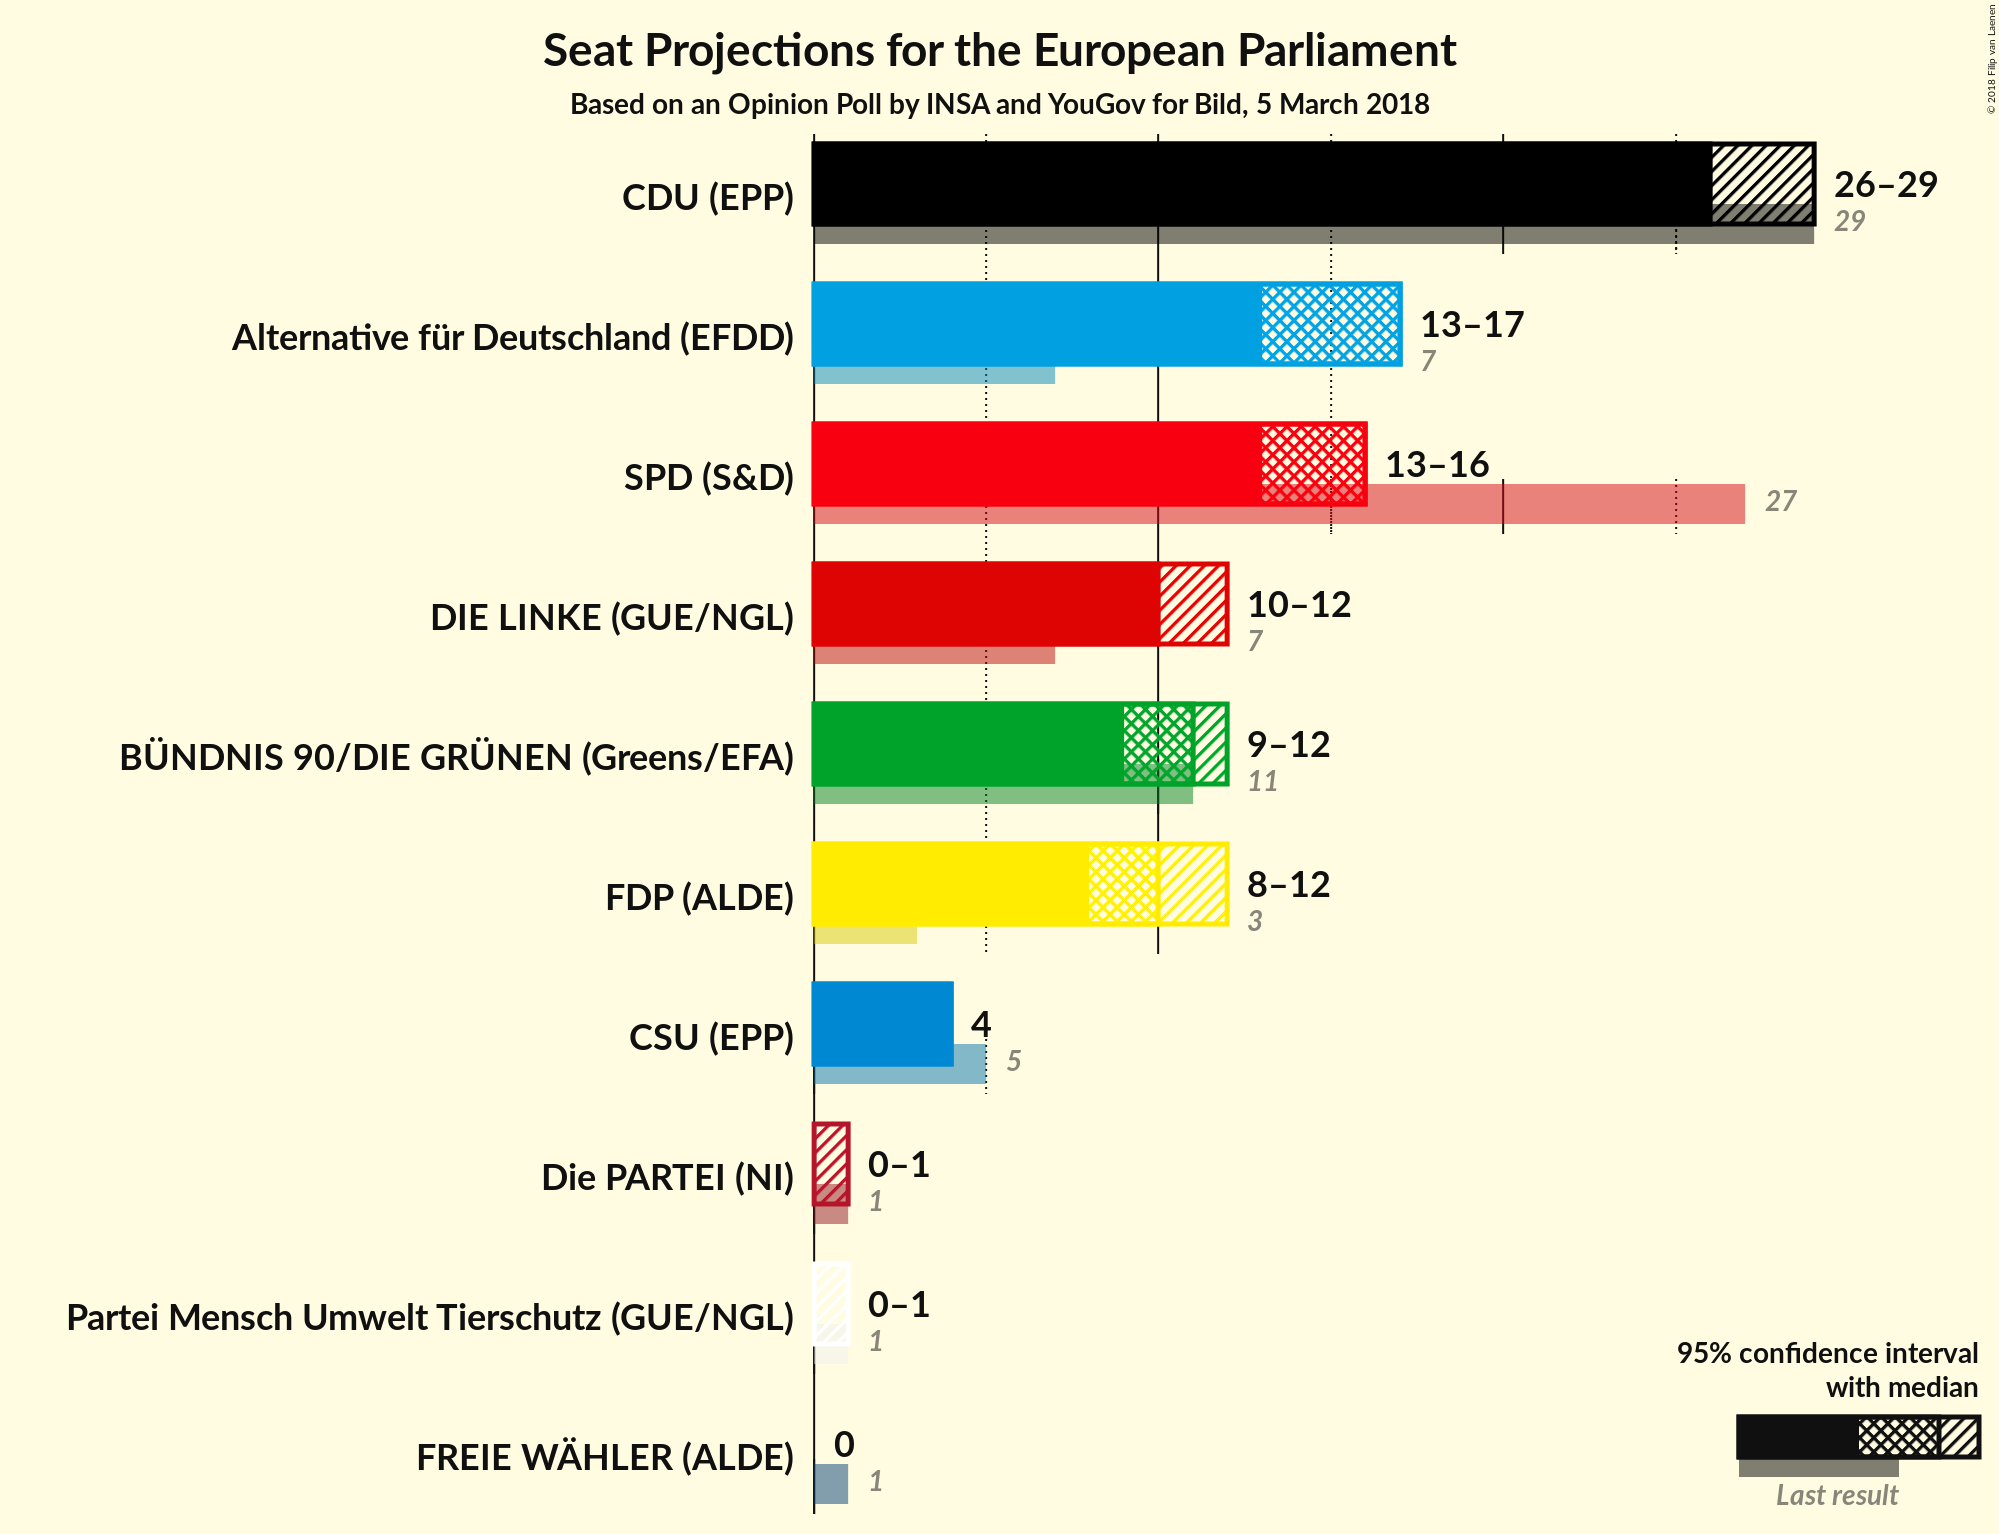 Seat Projections for the European Parliament
Based on an Opinion Poll by INSA and YouGov for Bild, 5 March 2018
© 2018 Filip van Laenen
CDU (EPP)
26–29
29
Alternative für Deutschland (EFDD)
13–17
7
SPD (S&D)
13–16
27
DIE LINKE (GUE/NGL)
10–12
7
BÜNDNIS 90/DIE GRÜNEN (Greens/EFA)
9–12
11
FDP (ALDE)
8–12
3
CSU (EPP)
4
5
Die PARTEI (NI)
0–1
1
Partei Mensch Umwelt Tierschutz (GUE/NGL)
0–1
1
FREIE WÄHLER (ALDE)
0
1
95% confidence interval
with median
Last result